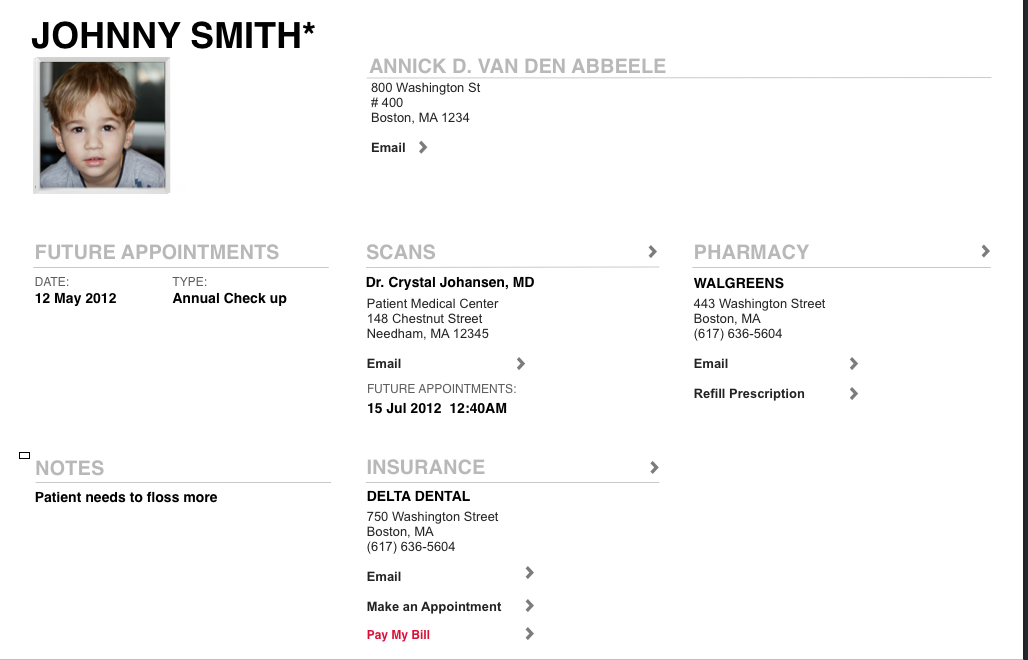 JOHNNY SMITH*
ANNICK D. VAN DEN ABBEELE
800 Washington St
# 400
Boston, MA 1234
Email
FUTURE APPOINTMENTS
DATE: TYPE:
12 May 2012 Annual Check up
SCANS
Dr. Crystal Johansen, MD
Patient Medical Center
148 Chestnut Street
Needham, MA 12345
Email
FUTURE APPOINTMENTS:
15 Jul 2012 12:40AM
PHARMACY
WALGREENS
443 Washington Street
Boston, MA
(617) 636-5604
Email
Refill Prescription
NOTES
Patient needs to floss more
INSURANCE
DELTA DENTAL
750 Washington Street
Boston, MA
(617) 636-5604
Email
Make an Appointment
Pay My Bill